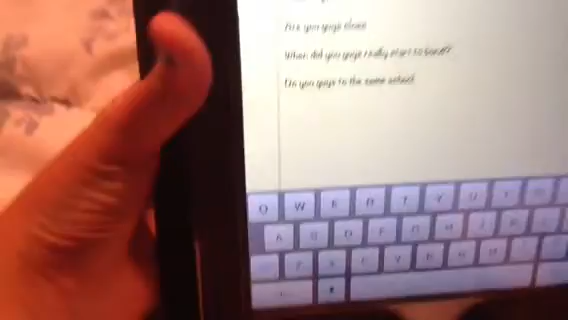 Are you guys close
When did you guys really start to bond?
Do you guys to the same school
Q W E R T Y U I
A S D F G H J K
Z X C V B N M